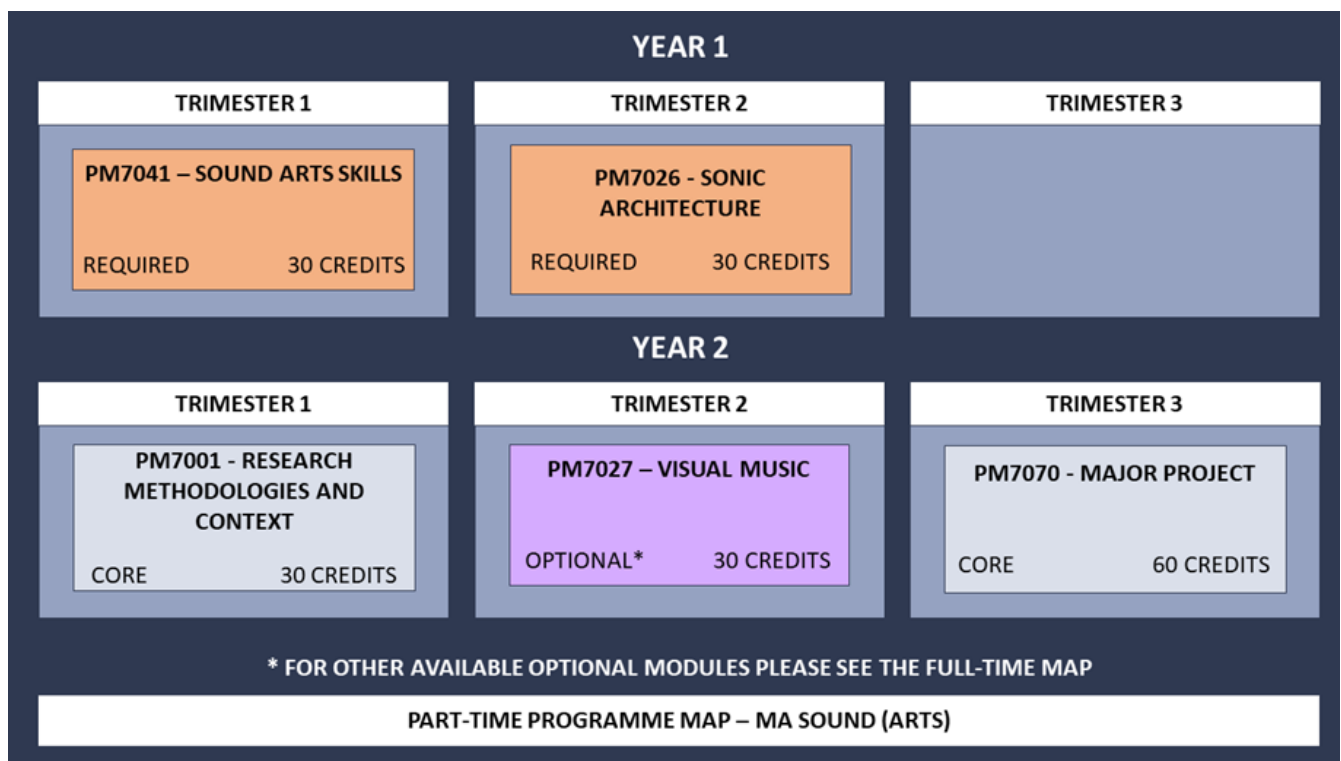 YEAR 1
TRIMESTER 1
TRIMESTER 2
TRIMESTER 3
PM7041 – SOUND ARTS SKILLS
REQUIRED 30 CREDITS
PM7026 - SONIC
ARCHITECTURE
REQUIRED 30 CREDITS
YEAR 2
TRIMESTER 1
TRIMESTER 2
TRIMESTER 3
PM7001 - RESEARCH
METHODOLOGIES AND
CONTEXT
CORE 30 CREDITS
PM7027 – VISUAL MUSIC
OPTIONAL* 30 CREDITS
PM7070 - MAJOR PROJECT
CORE 60 CREDITS
* FOR OTHER AVAILABLE OPTIONAL MODULES PLEASE SEE THE FULL-TIME MAP
PART-TIME PROGRAMME MAP – MA SOUND (ARTS)